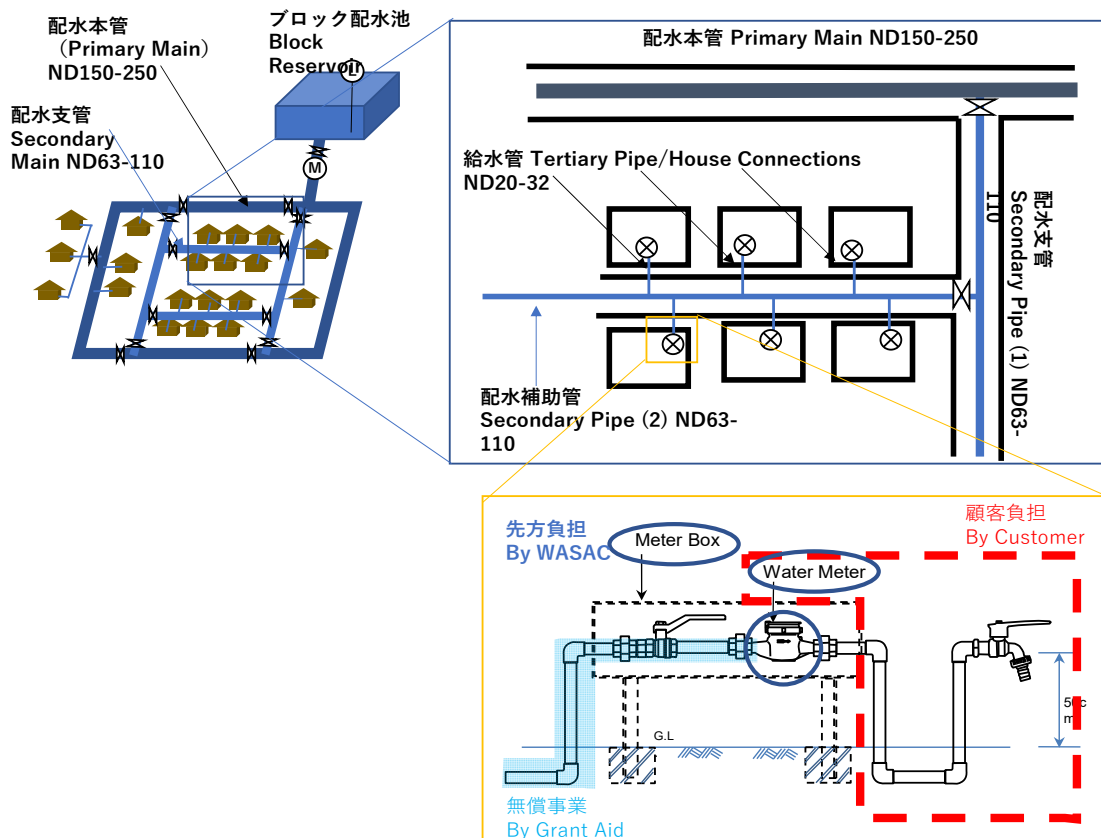 配水本管
（Primary Main）
ND150-250
ブロック配水池
Block
Reservoir
L
配水支管
Secondary
Main ND63-110
M
配水本管 Primary Main ND150-250
給水管 Tertiary Pipe/House Connections
ND20-32
配水支管
Secondary Pipe (1) ND63-
110
配水補助管
Secondary Pipe (2) ND63-
110
先方負担
By WASAC
Meter Box
Water Meter
顧客負担
By Customer
50c
m
G.L
無償事業
By Grant Aid